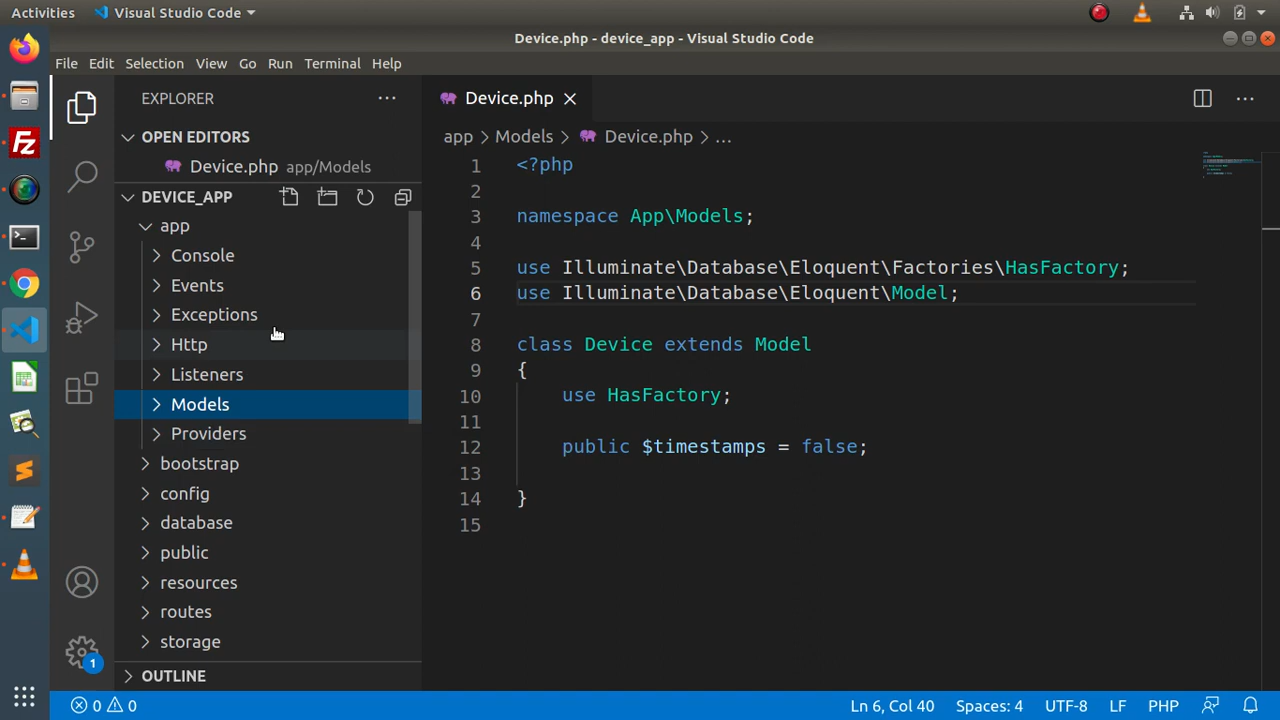 Activities
Visual Studio Code
Device.php - device_app - Visual Studio Code
File Edit Selection View Go Run Terminal Help
EXPLORER
OPEN EDITORS
Device.php app/Models
DEVICE_APP
app
Console
Events
Exceptions
Http
Listeners
Models
Providers
bootstrap
config
database
public
resources
routes
storage
OUTLINE
1
Device.php
app > Models > Device.php > ...
1 <?php
2
3 namespace App\Models;
4
5 use Illuminate\Database\Eloquent\Factories\HasFactory;
6 use Illuminate\Database\Eloquent\Model;
7
8 class Device extends Model
9 {
10 use HasFactory;
11
12 public $timestamps = false;
13
14 }
15
0 0 Ln 6, Col 40 Spaces: 4 UTF-8 LF PHP